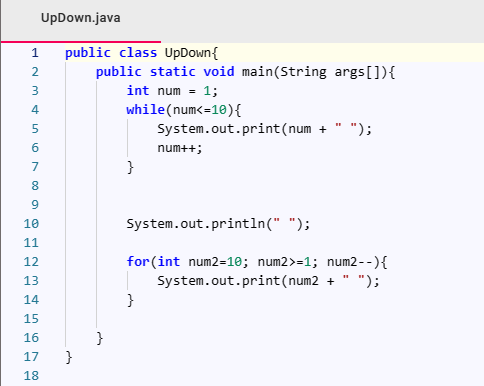 UpDown.java
1 public class UpDown{
2     public static void main(String args[]){
3         int num = 1;
4         while(num<=10){
5             System.out.print(num + " ");
6             num++;
7         }
8
9
10         System.out.println(" ");
11
12         for(int num2=10; num2>=1; num2--){
13             System.out.print(num2 + " ");
14         }
15
16     }
17 }
18